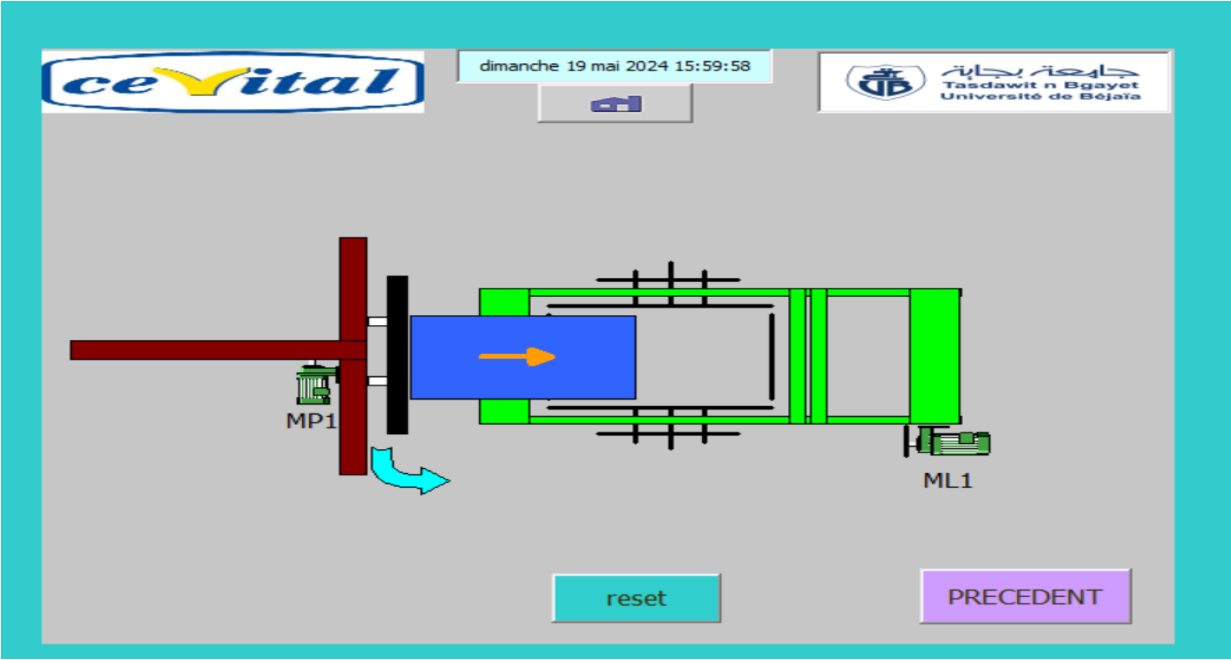 cevital
dimanche 19 mai 2024 15:59:58
جامعة بجاية
Tasdawit n Bgayet
Université de Béjaïa
MP1
ML1
reset
PRECEDENT